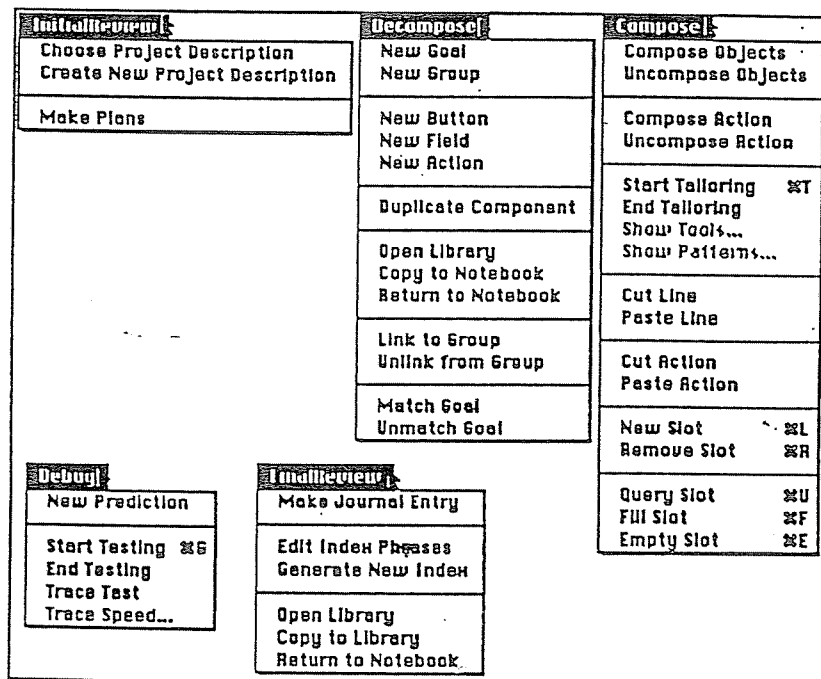 InitialReview
Choose Project Description
Create New Project Description
Make Plans
Decompose
New Goal
New Group
New Button
New Field
New Action
Duplicate Component
Open Library
Copy to Notebook
Return to Notebook
Link to Group
Unlink from Group
Match Goal
Unmatch Goal
Compose
Compose Objects
Uncompose Objects
Compose Action
Uncompose Action
Start Tailoring ⌘T
End Tailoring
Show Tools...
Show Patterns...
Cut Line
Paste Line
Cut Action
Paste Action
New Slot ⌘L
Remove Slot ⌘R
Query Slot ⌘U
Fill Slot ⌘F
Empty Slot ⌘E
Debug
New Prediction
Start Testing ⌘G
End Testing
Trace Test
Trace Speed...
FinalReview
Make Journal Entry
Edit Index Phrases
Generate New Index
Open Library
Copy to Library
Return to Notebook